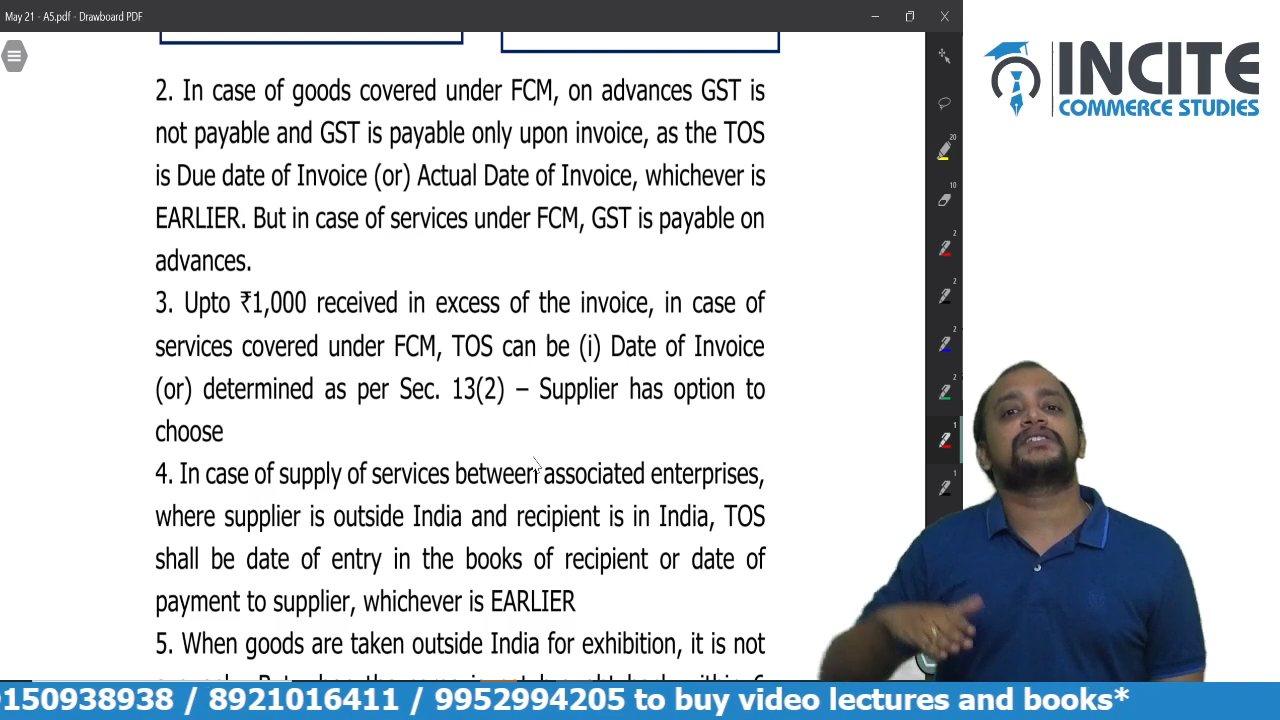 May 21 - A5.pdf - Drawboard PDF
INCITE
COMMERCE STUDIES
2. In case of goods covered under FCM, on advances GST is
not payable and GST is payable only upon invoice, as the TOS
is Due date of Invoice (or) Actual Date of Invoice, whichever is
EARLIER. But in case of services under FCM, GST is payable on
advances.
3. Upto ₹1,000 received in excess of the invoice, in case of
services covered under FCM, TOS can be (i) Date of Invoice
(or) determined as per Sec. 13(2) – Supplier has option to
choose
4. In case of supply of services between associated enterprises,
where supplier is outside India and recipient is in India, TOS
shall be date of entry in the books of recipient or date of
payment to supplier, whichever is EARLIER
5. When goods are taken outside India for exhibition, it is not
20
10
2
2
2
2
1
1
150938938 / 8921016411 / 9952994205 to buy video lectures and books*